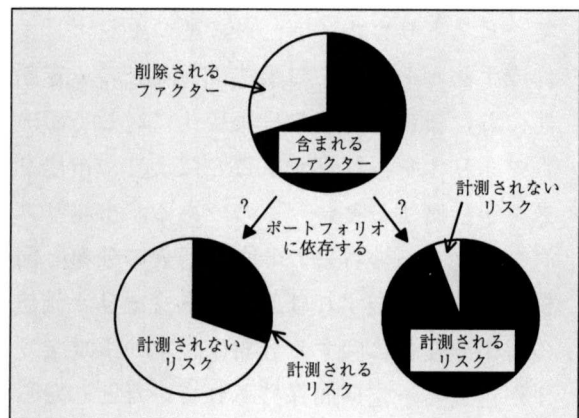 削除される
ファクター
含まれる
ファクター
?
?
ポートフォリオ
に依存する
計測されない
リスク
計測されない
リスク
計測される
リスク
計測される
リスク